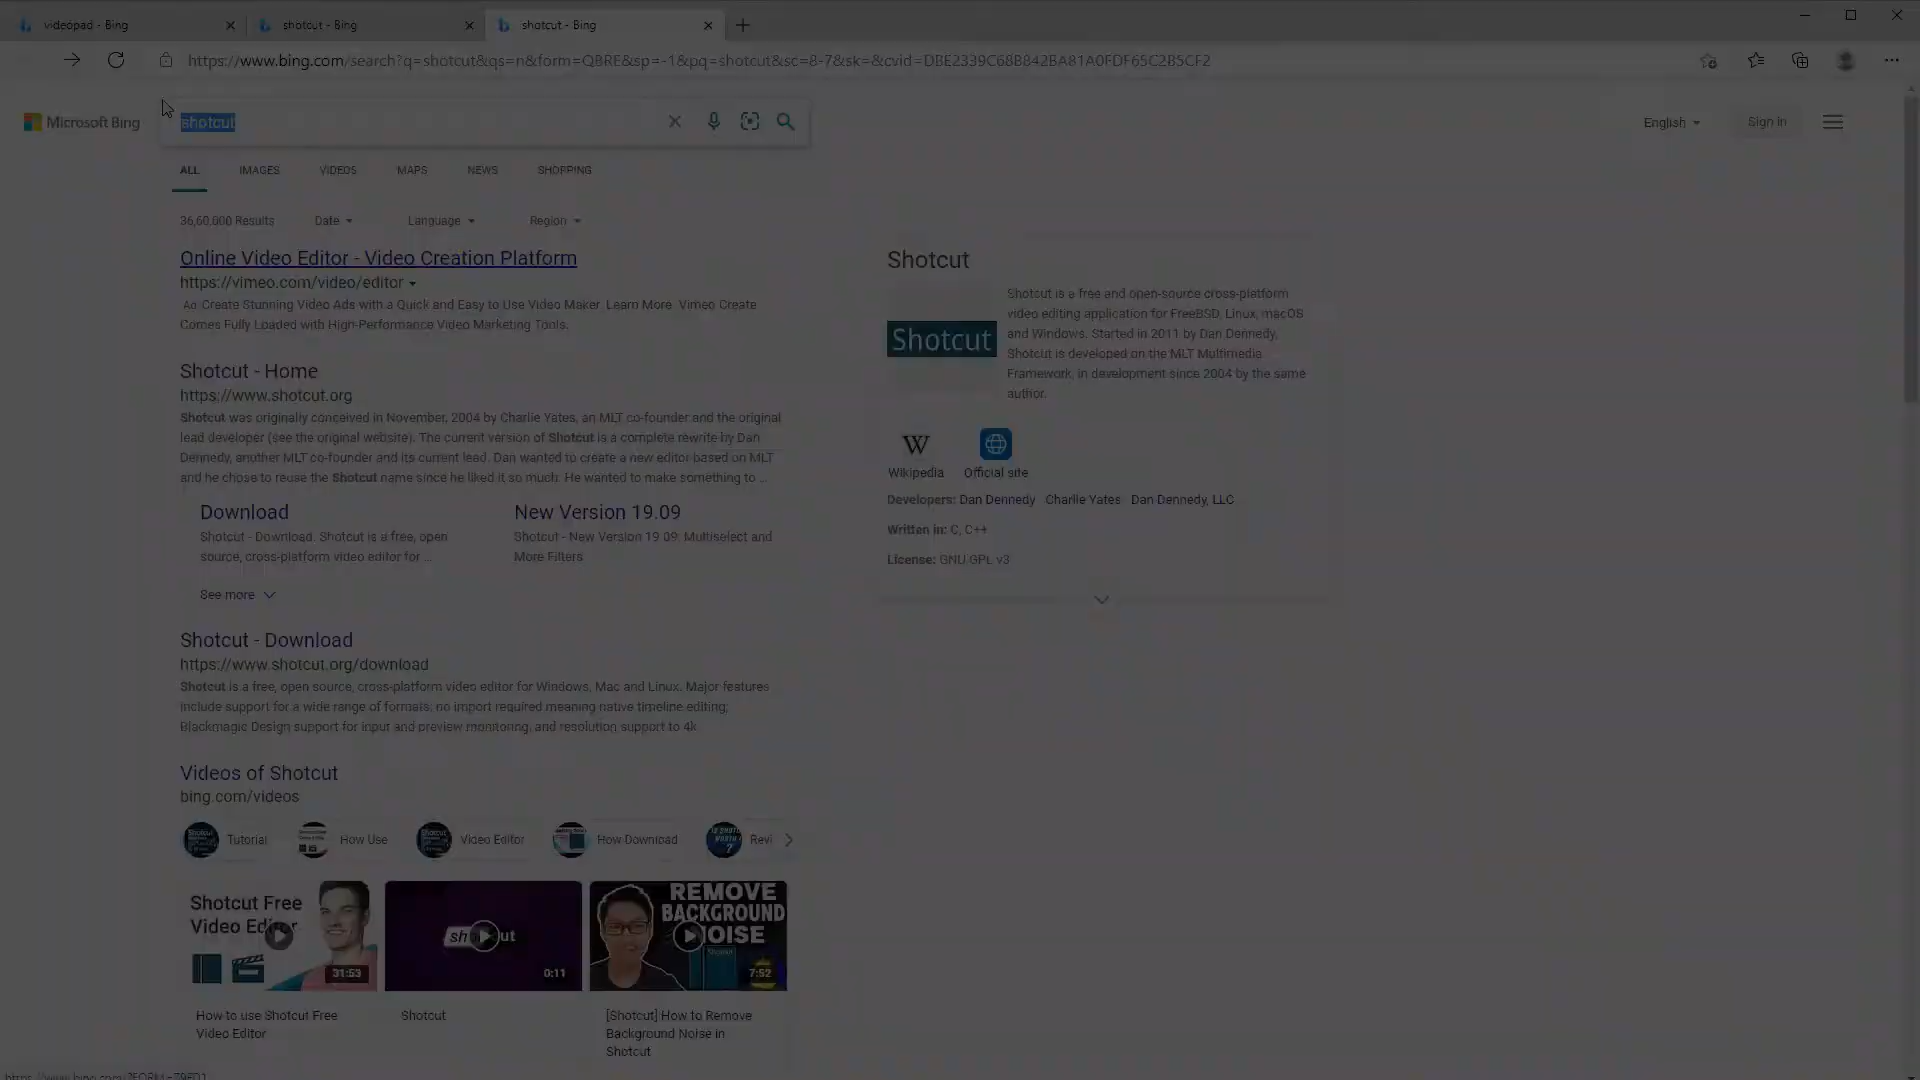 videopad - Bing
shotcut - Bing
shotcut - Bing
https://www.bing.com/search?q=shotcut&qs=n&form=QBRE&sp=-1&pq=shotcut&sc=8-7&sk=&cvid=DBE2339C68B842BA81A0FDF65C2B5CF2
Microsoft Bing
shotcut
English
Sign in
ALL IMAGES VIDEOS MAPS NEWS SHOPPING
36,60,000 Results Date Language Region
Online Video Editor - Video Creation Platform
https://vimeo.com/video/editor
Ad Create Stunning Video Ads with a Quick and Easy to Use Video Maker. Learn More. Vimeo Create
Comes Fully Loaded with High-Performance Video Marketing Tools.
Shotcut - Home
https://www.shotcut.org
Shotcut was originally conceived in November, 2004 by Charlie Yates, an MLT co-founder and the original
lead developer (see the original website). The current version of Shotcut is a complete rewrite by Dan
Dennedy, another MLT co-founder and its current lead. Dan wanted to create a new editor based on MLT
and he chose to reuse the Shotcut name since he liked it so much. He wanted to make something to ...
Download
Shotcut - Download. Shotcut is a free, open
source, cross-platform video editor for ...
New Version 19.09
Shotcut - New Version 19.09: Multiselect and
More Filters
See more
Shotcut - Download
https://www.shotcut.org/download
Shotcut is a free, open source, cross-platform video editor for Windows, Mac and Linux. Major features
include support for a wide range of formats; no import required meaning native timeline editing;
Blackmagic Design support for input and preview monitoring; and resolution support to 4k.
Videos of Shotcut
bing.com/videos
Tutorial
How Use
Video Editor
How Download
Revi
Shotcut Free
Video Editor
31:53
How to use Shotcut Free
Video Editor
0:11
Shotcut
REMOVE
BACKGROUND
NOISE
7:52
[Shotcut] How to Remove
Background Noise in
Shotcut
Shotcut
Shotcut
Shotcut is a free and open-source cross-platform
video editing application for FreeBSD, Linux, macOS
and Windows. Started in 2011 by Dan Dennedy,
Shotcut is developed on the MLT Multimedia
Framework, in development since 2004 by the same
author.
Wikipedia
Official site
Developers: Dan Dennedy Charlie Yates Dan Dennedy, LLC
Written in: C, C++
License: GNU GPL v3